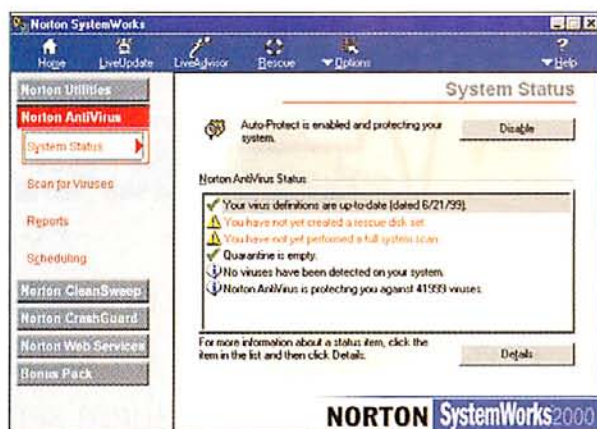 Norton SystemWorks
Home LiveUpdate LiveAdvisor Rescue Options Help
Norton Utilities
Norton AntiVirus
System Status
Scan for Viruses
Reports
Scheduling
Norton CleanSweep
Norton CrashGuard
Norton Web Services
Bonus Pack
System Status
Auto-Protect is enabled and protecting your
system.
Disable
Norton AntiVirus Status
Your virus definitions are up-to-date (dated 6/21/99).
You have not yet created a rescue disk set.
You have not yet performed a full system scan.
Quarantine is empty.
No viruses have been detected on your system.
Norton AntiVirus is protecting you against 41999 viruses.
For more information about a status item, click the
item in the list and then click Details.
Details
NORTON SystemWorks 2000